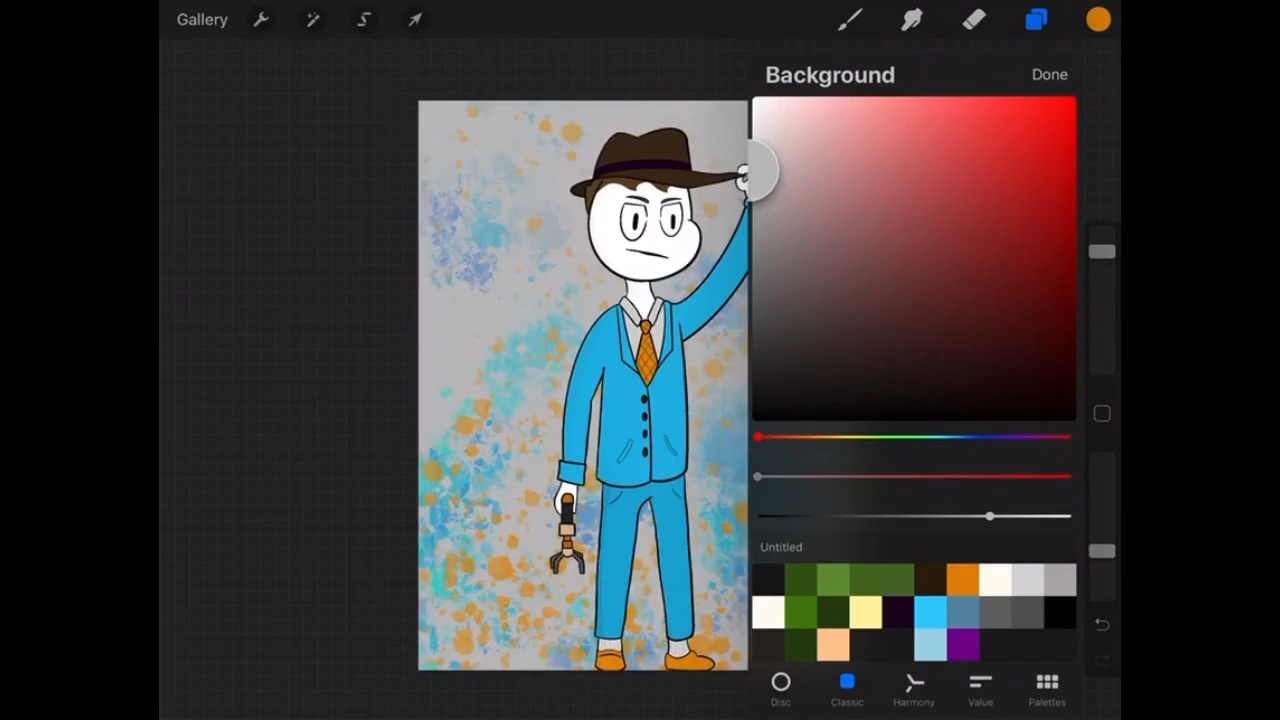 Gallery
Background
Done
Untitled
Disc
Classic
Harmony
Value
Palettes